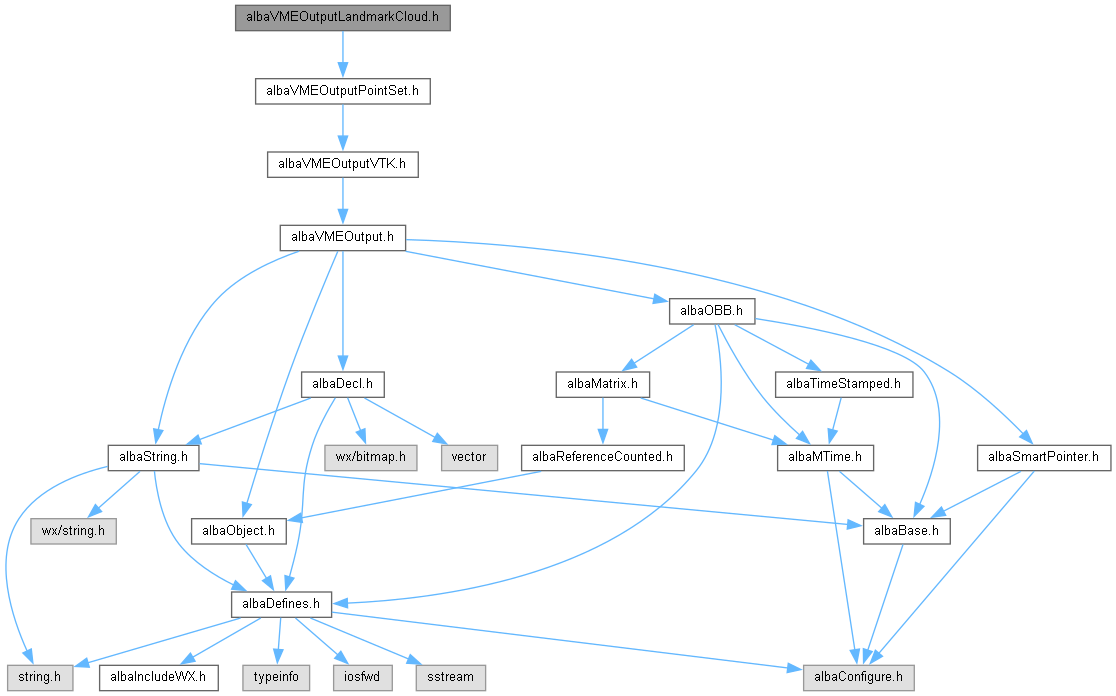 albaVMEOutputLandmarkCloud.h
albaVMEOutputPointSet.h
albaVMEOutputVTK.h
albaVMEOutput.h
albaOBB.h
albaDecl.h
albaMatrix.h
albaTimeStamped.h
albaString.h
wx/bitmap.h
vector
albaReferenceCounted.h
albaMTime.h
albaSmartPointer.h
wx/string.h
albaObject.h
albaBase.h
albaDefines.h
string.h
albaIncludeWX.h
typeinfo
iosfwd
sstream
albaConfigure.h